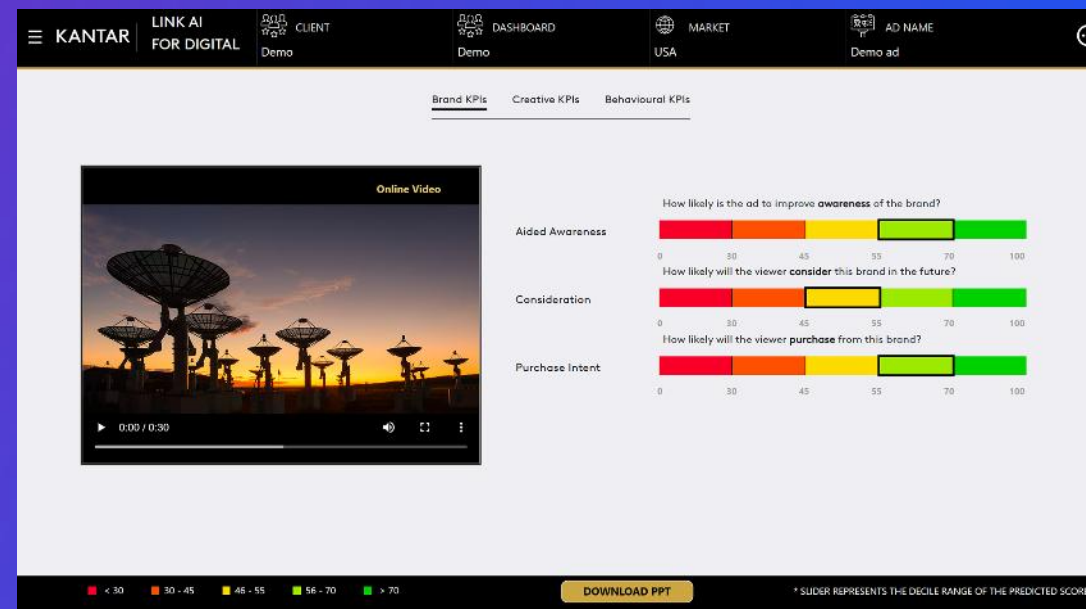 KANTAR
LINK AI
FOR DIGITAL
CLIENT
Demo
DASHBOARD
Demo
MARKET
USA
AD NAME
Demo ad
Brand KPIs Creative KPIs Behavioural KPIs
Online Video
0:00 / 0:30
How likely is the ad to improve awareness of the brand?
Aided Awareness
0 30 45 55 70 100
How likely will the viewer consider this brand in the future?
Consideration
0 30 45 55 70 100
How likely will the viewer purchase from this brand?
Purchase Intent
0 30 45 55 70 100
< 30 30 - 45 46 - 55 56 - 70 > 70
DOWNLOAD PPT
* SLIDER REPRESENTS THE DECILE RANGE OF THE PREDICTED SCORE